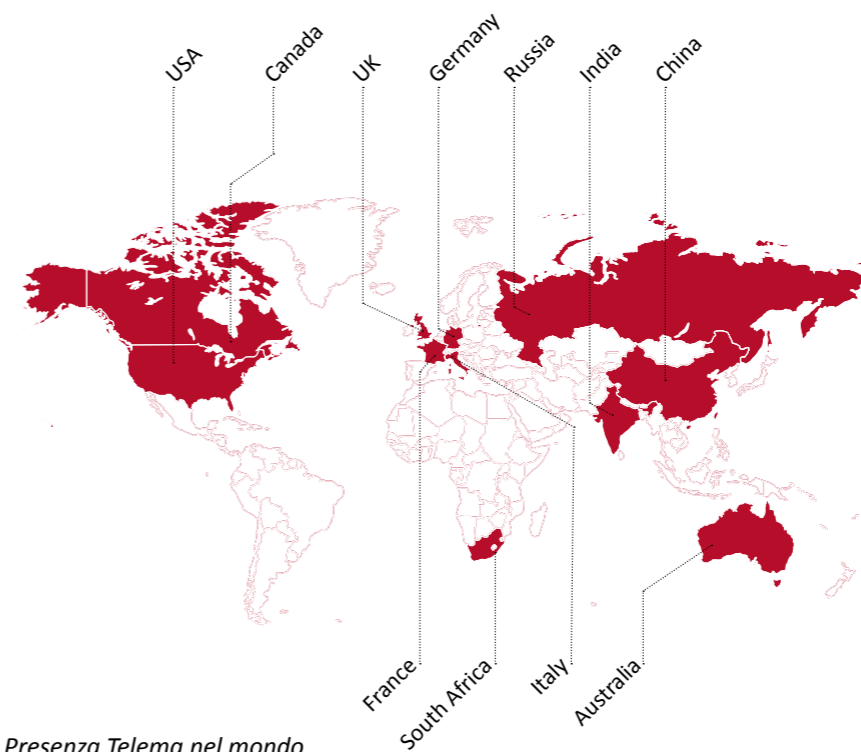 USA
Canada
UK
Germany
Russia
India
China
France
South Africa
Italy
Australia
Presenza Telema nel mondo